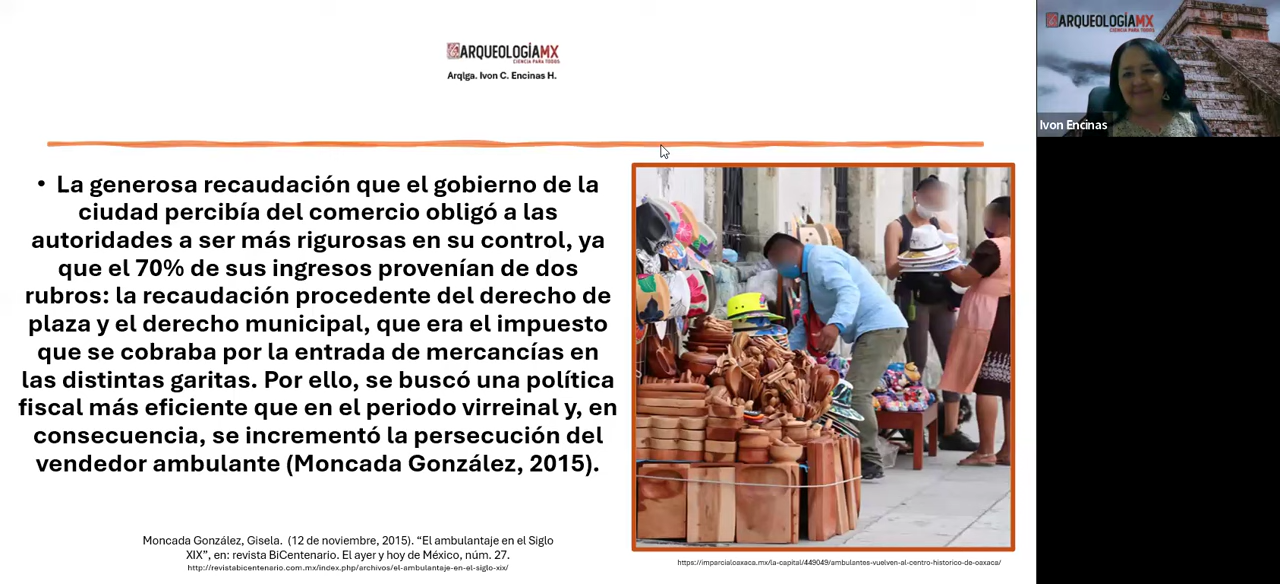 ARQUEOLOGÍAMX
CIENCIA PARA TODOS
Arqlga. Ivon C. Encinas H.
• La generosa recaudación que el gobierno de la
ciudad percibía del comercio obligó a las
autoridades a ser más rigurosas en su control, ya
que el 70% de sus ingresos provenían de dos
rubros: la recaudación procedente del derecho de
plaza y el derecho municipal, que era el impuesto
que se cobraba por la entrada de mercancías en
las distintas garitas. Por ello, se buscó una política
fiscal más eficiente que en el periodo virreinal y, en
consecuencia, se incrementó la persecución del
vendedor ambulante (Moncada González, 2015).
Moncada González, Gisela. (12 de noviembre, 2015). “El ambulantaje en el Siglo
XIX”, en: revista BiCentenario. El ayer y hoy de México, núm. 27.
http://revistabicentenario.com.mx/index.php/archivos/el-ambulantaje-en-el-siglo-xix/
https://imparcialoaxaca.mx/la-capital/449049/ambulantes-vuelven-al-centro-historico-de-oaxaca/
ARQUEOLOGÍAMX
CIENCIA PARA TODOS
Ivon Encinas